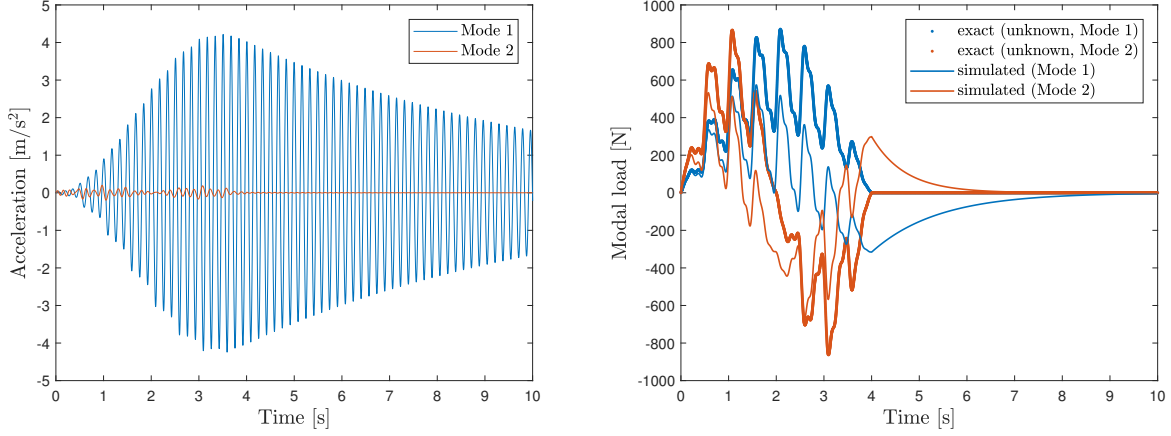 5
4
3
2
1
0
-1
-2
-3
-4
-5
0 1 2 3 4 5 6 7 8 9 10
Time [s]
Acceleration [m/s²]
Mode 1
Mode 2
1000
800
600
400
200
0
-200
-400
-600
-800
-1000
0 1 2 3 4 5 6 7 8 9 10
Time [s]
Modal load [N]
exact (unknown, Mode 1)
exact (unknown, Mode 2)
simulated (Mode 1)
simulated (Mode 2)